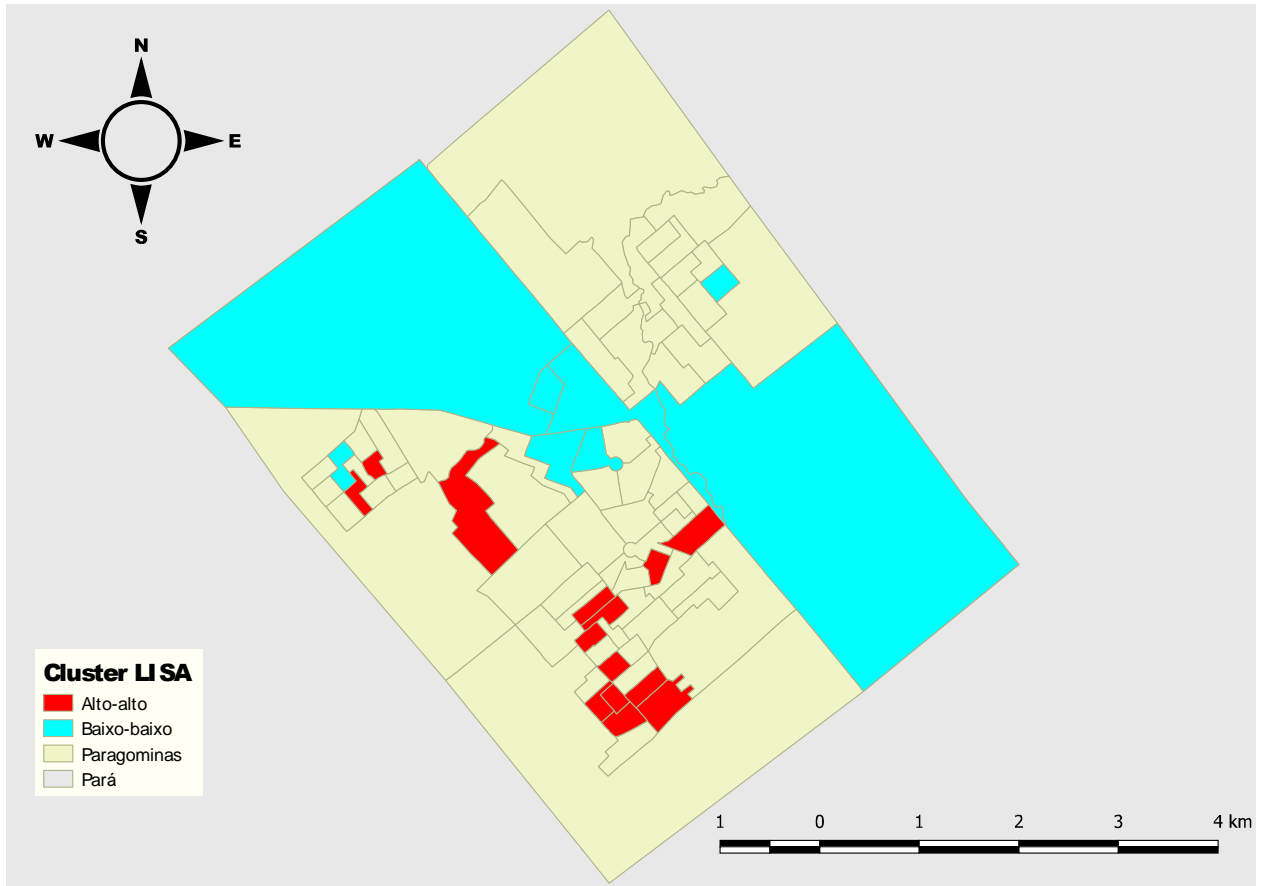 N
W E
S
Cluster LISA
Alto-alto
Baixo-baixo
Paragominas
Pará
1 0 1 2 3 4 km